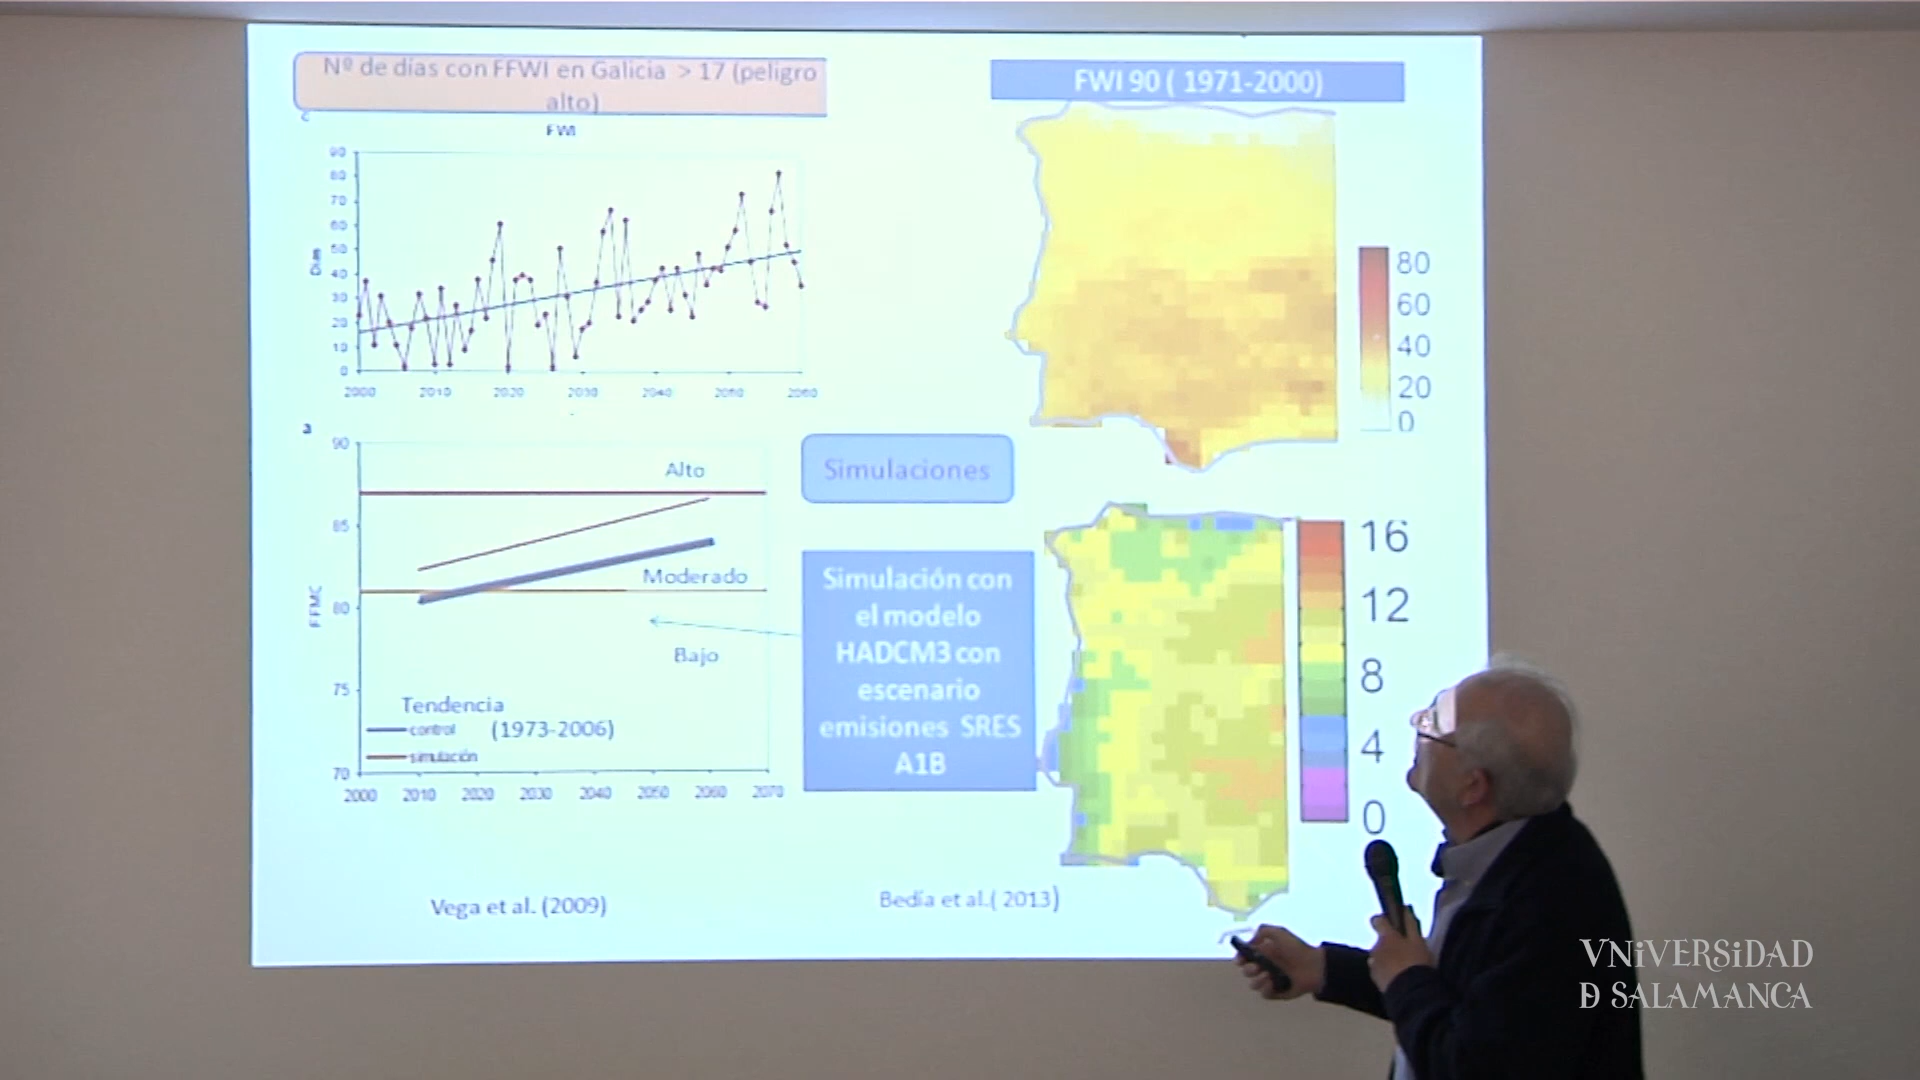 Nº de días con FFWI en Galicia > 17 (peligro
alto)
c
FWI
Dias
90
80
70
60
50
40
30
20
10
0
2000 2010 2020 2030 2040 2050 2060
a
90
85
80
75
70
FFMC
Alto
Moderado
Bajo
Tendencia
control (1973-2006)
simulación
2000 2010 2020 2030 2040 2050 2060 2070
Vega et al. (2009)
Simulaciones
Simulación con
el modelo
HADCM3 con
escenario
emisiones SRES
A1B
Bedía et al.( 2013)
FWI 90 ( 1971-2000)
80
60
40
20
0
16
12
8
4
0
VNiVERSiDAD
Ð SALAMANCA